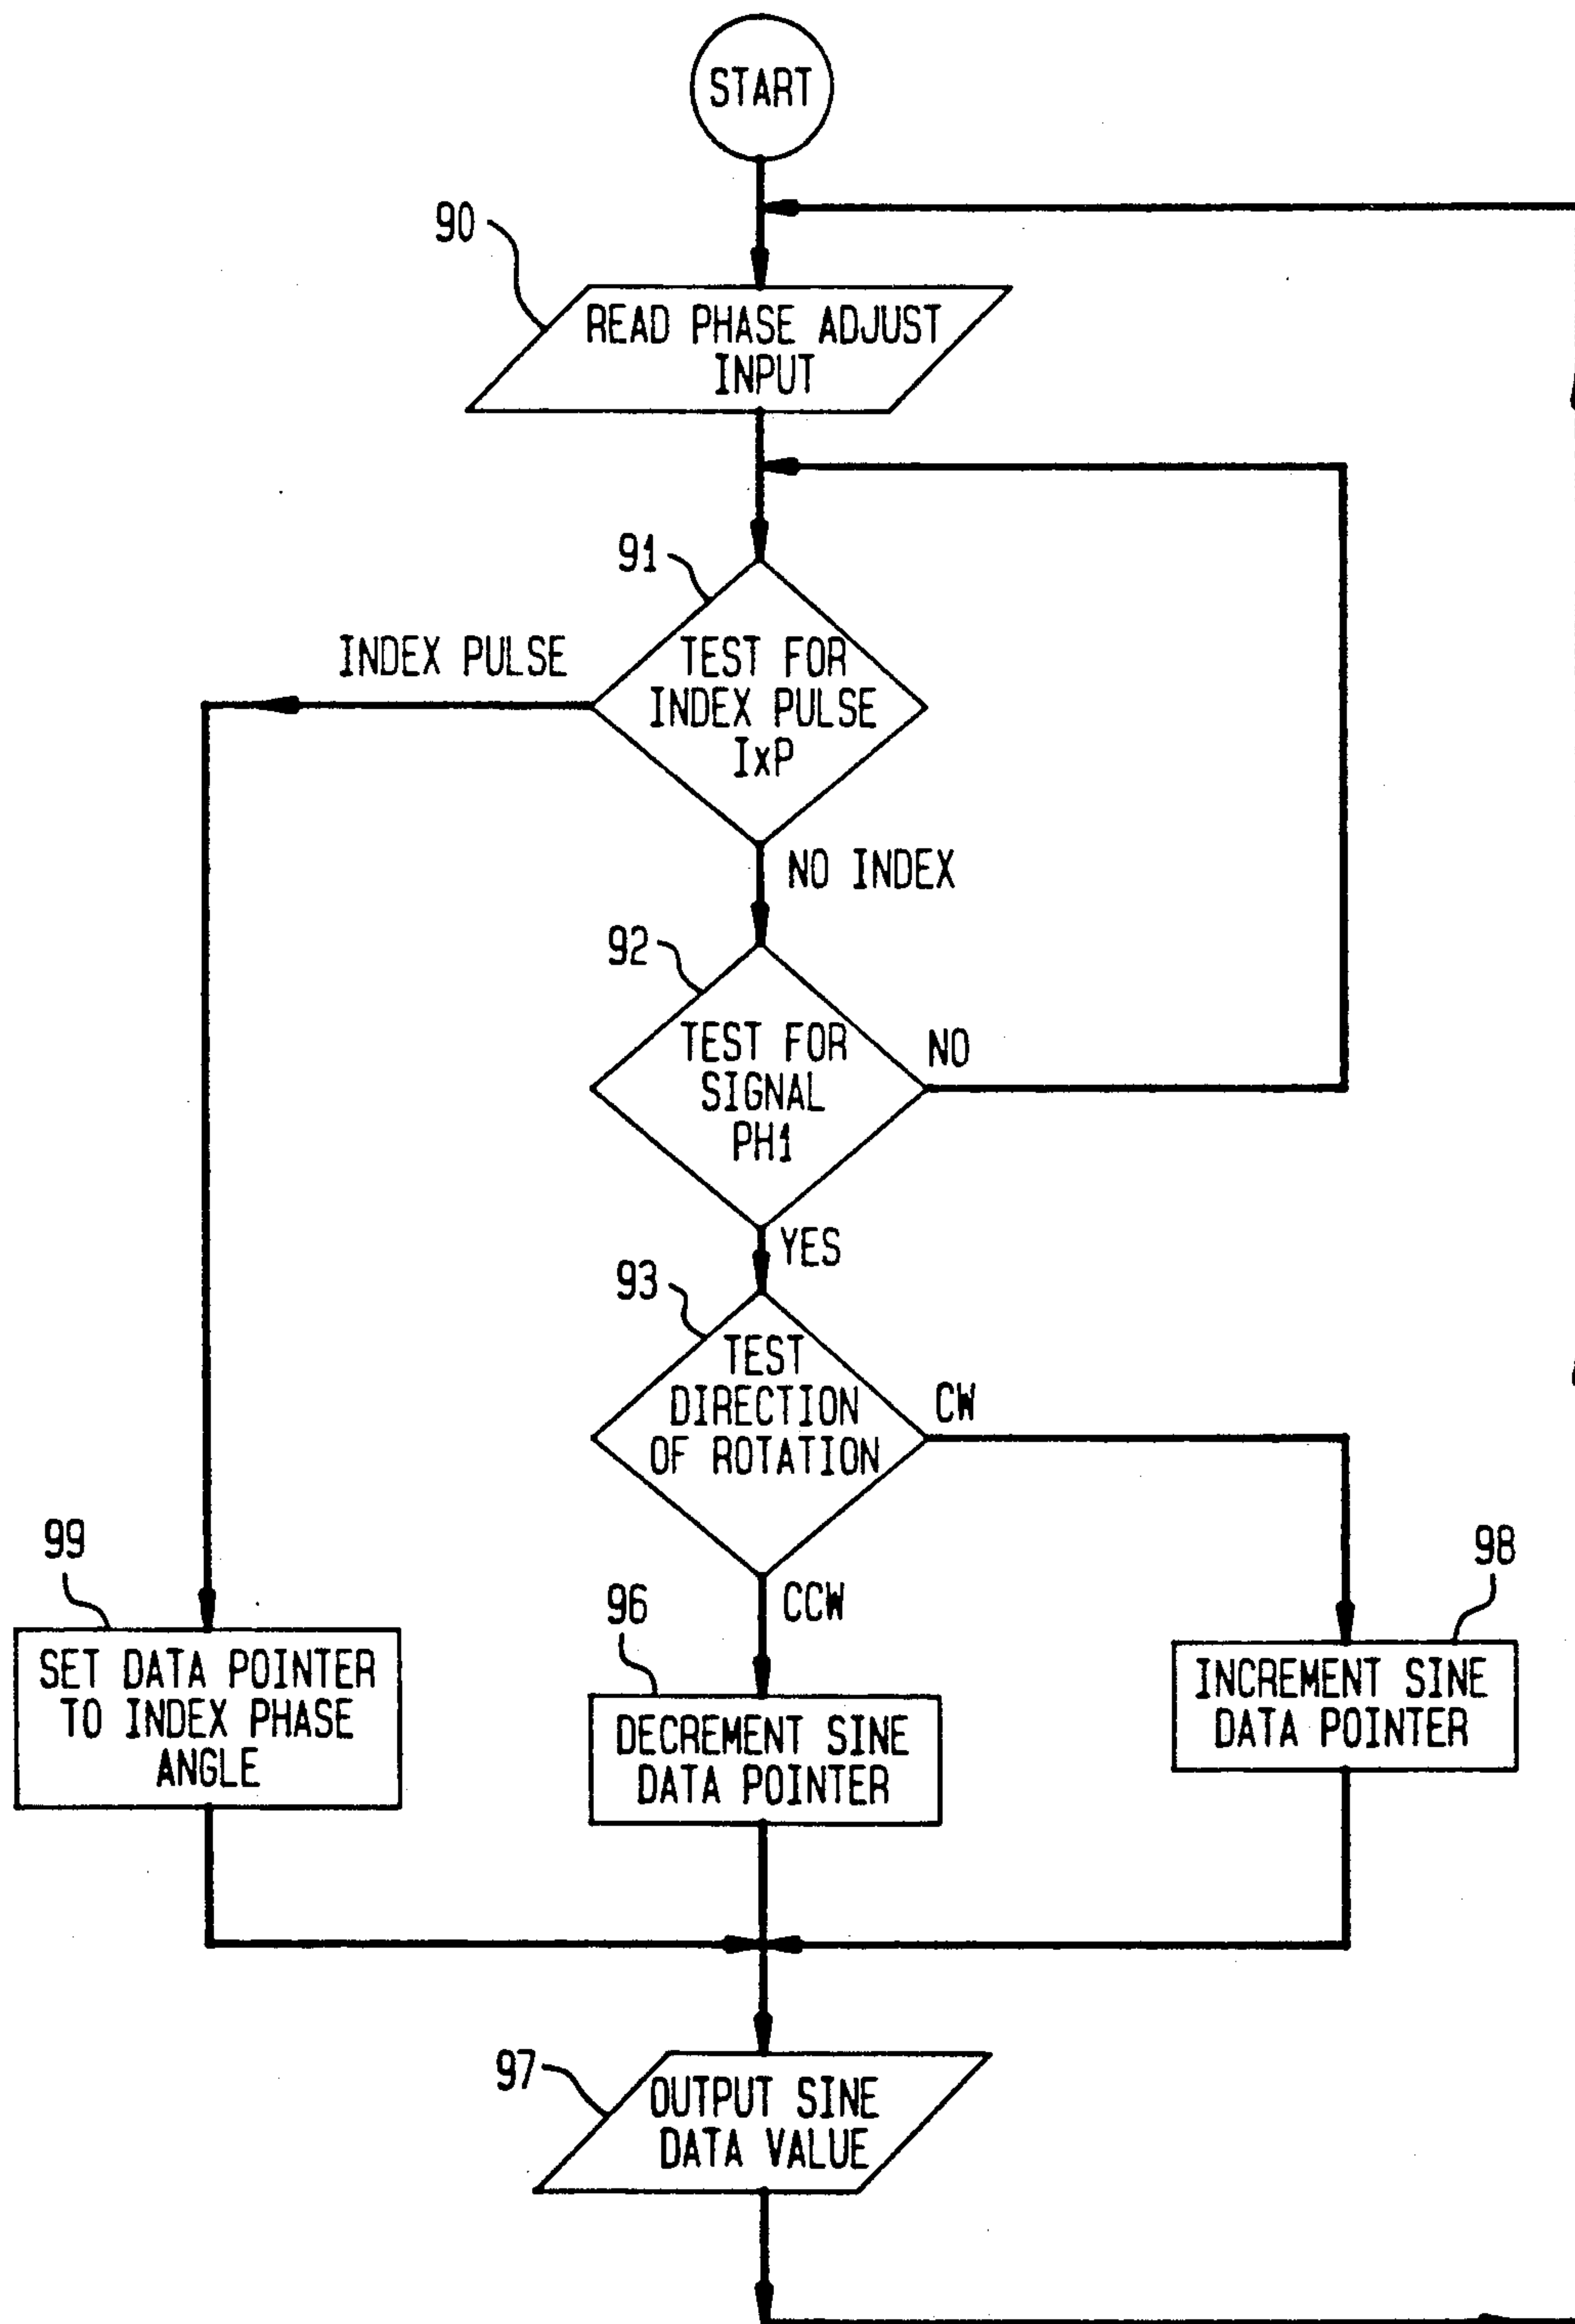 START
90
READ PHASE ADJUST
INPUT
91
INDEX PULSE
TEST FOR
INDEX PULSE
IxP
NO INDEX
92
TEST FOR
SIGNAL
PH1
NO
YES
93
TEST
DIRECTION
OF ROTATION
CW
CCW
99
SET DATA POINTER
TO INDEX PHASE
ANGLE
96
DECREMENT SINE
DATA POINTER
98
INCREMENT SINE
DATA POINTER
97
OUTPUT SINE
DATA VALUE